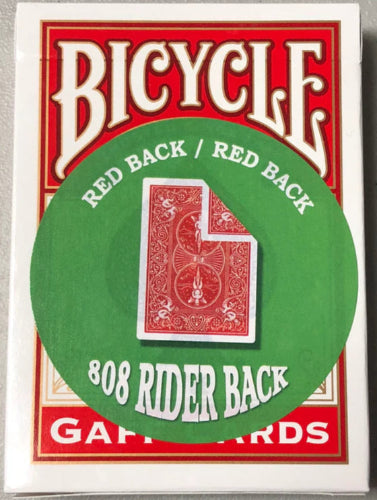 BICYCLE
RED BACK / RED BACK
808 RIDER BACK
GAFF CARDS